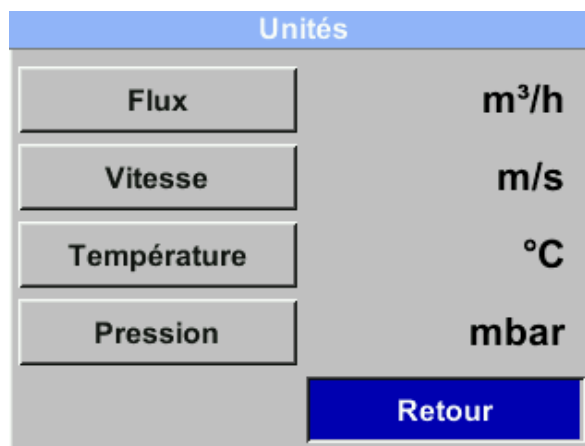 Unités
Flux m³/h
Vitesse m/s
Température °C
Pression mbar
Retour